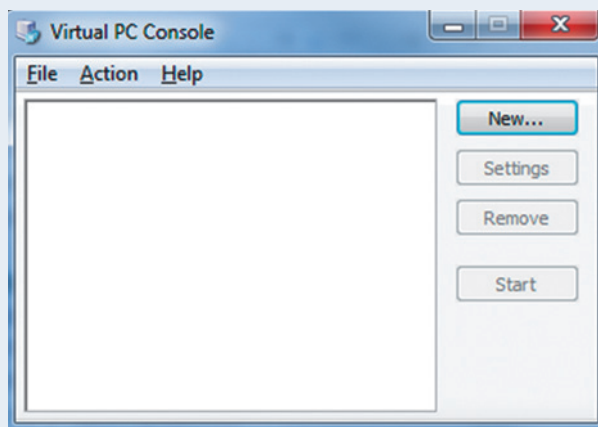 Virtual PC Console
File Action Help
New...
Settings
Remove
Start